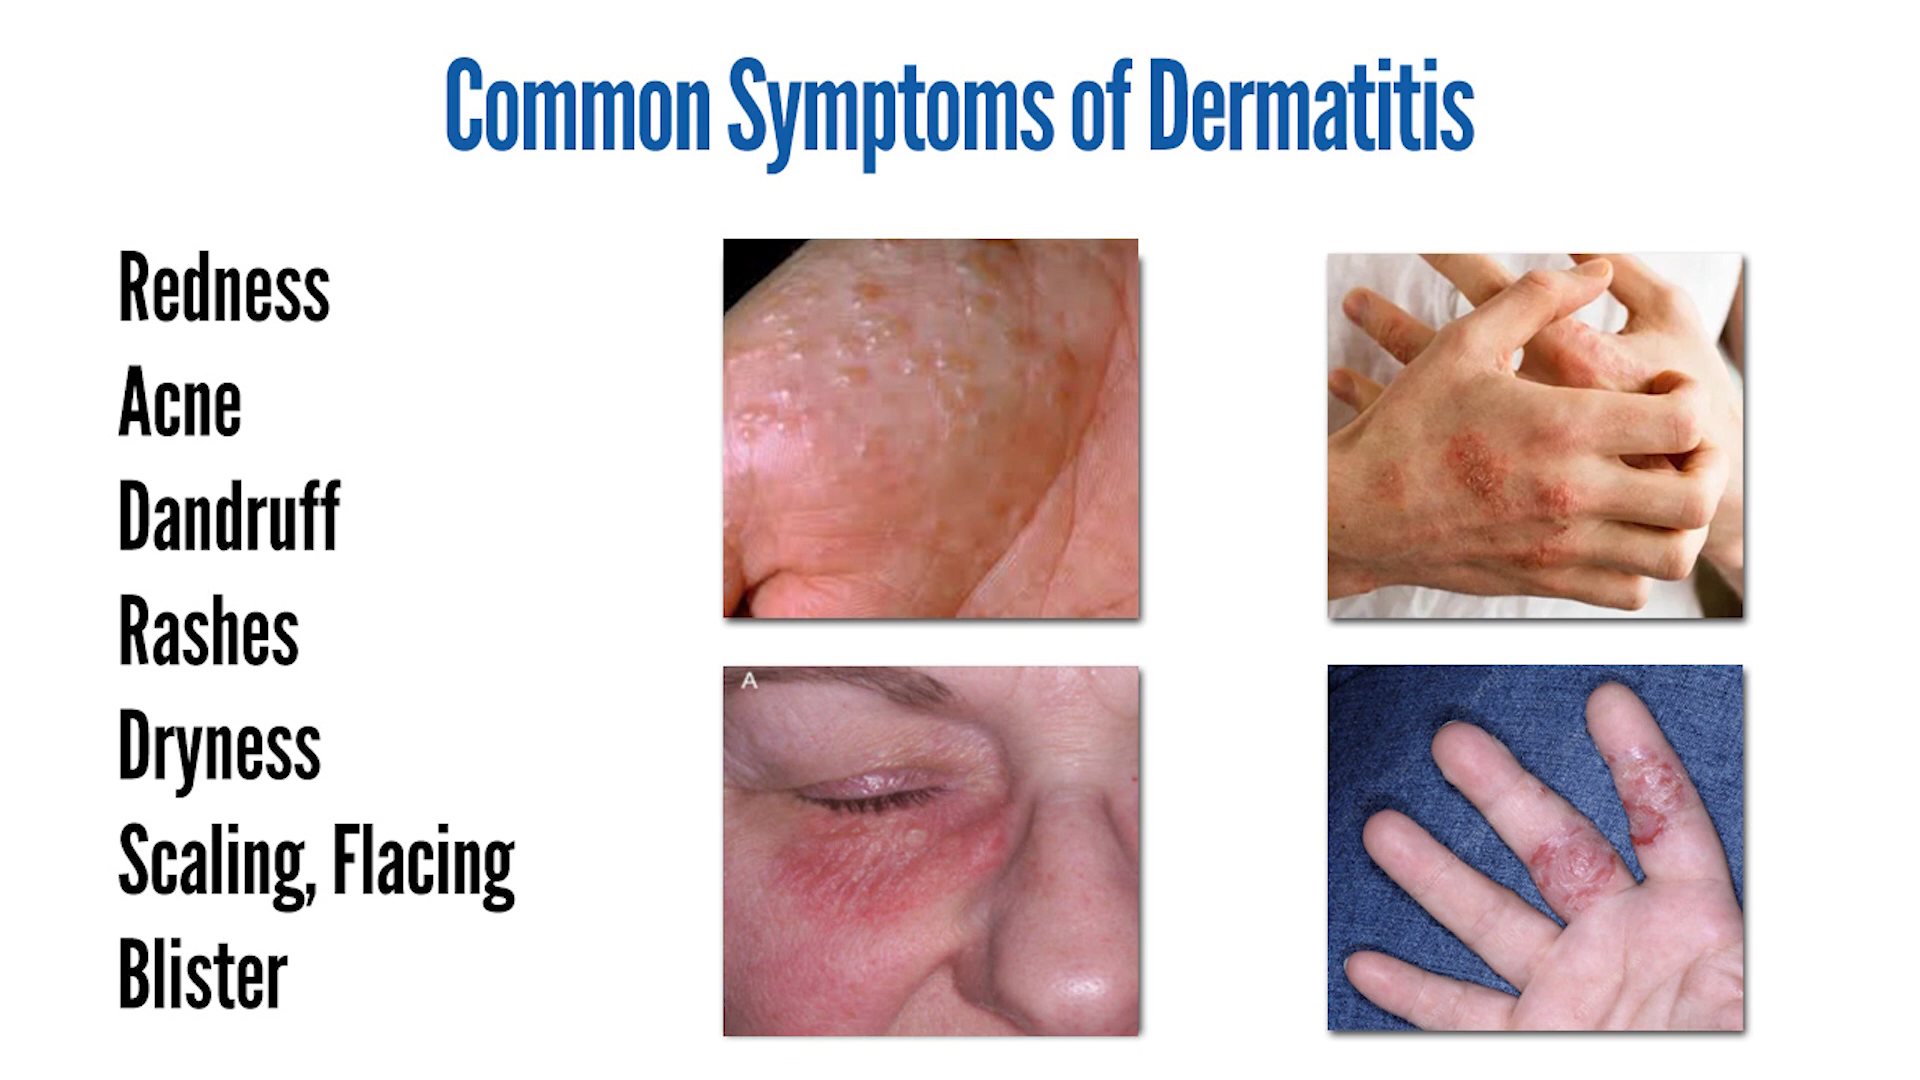 Common Symptoms of Dermatitis
Redness
Acne
Dandruff
Rashes
Dryness
Scaling, Flacing
Blister
A